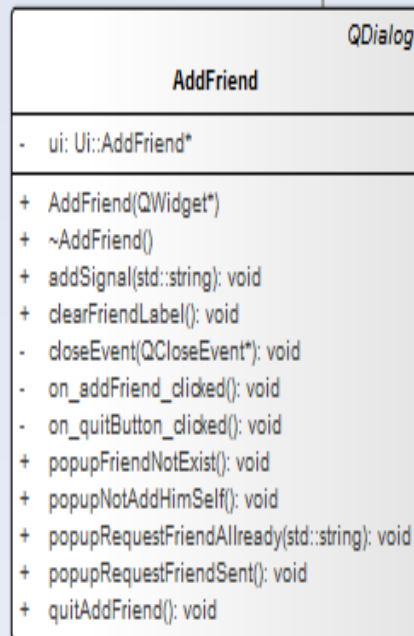 QDialog
AddFriend
- ui: Ui::AddFriend*
+ AddFriend(QWidget*)
+ ~AddFriend()
+ addSignal(std::string): void
+ clearFriendLabel(): void
- closeEvent(QCloseEvent*): void
- on_addFriend_clicked(): void
- on_quitButton_clicked(): void
+ popupFriendNotExist(): void
+ popupNotAddHimSelf(): void
+ popupRequestFriendAllready(std::string): void
+ popupRequestFriendSent(): void
+ quitAddFriend(): void